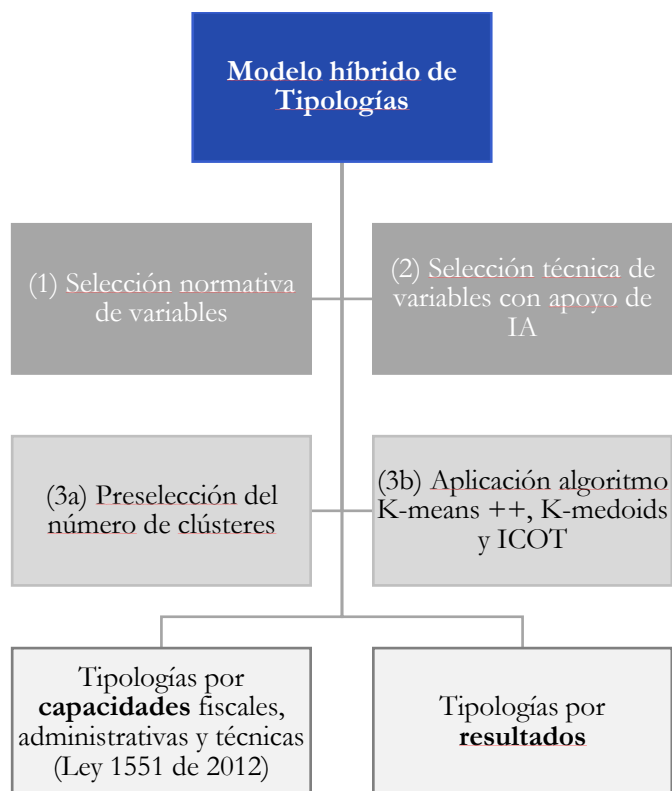 Modelo híbrido de
Tipologías
(1) Selección normativa
de variables
(2) Selección técnica de
variables con apoyo de
IA
(3a) Preselección del
número de clústeres
(3b) Aplicación algoritmo
K-means ++, K-medoids
y ICOT
Tipologías por
capacidades fiscales,
administrativas y técnicas
(Ley 1551 de 2012)
Tipologías por
resultados